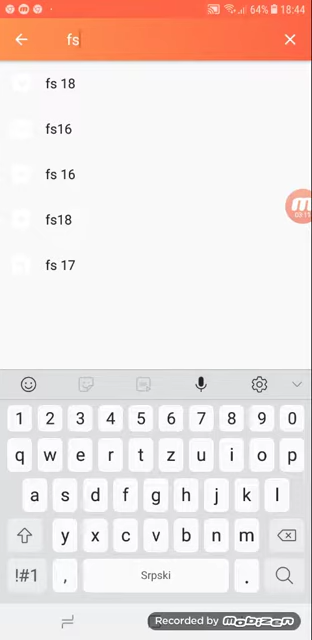 64% 18:44
fs
fs 18
fs16
fs 16
fs18
fs 17
1 2 3 4 5 6 7 8 9 0
q w e r t z u i o p
a s d f g h j k l
y x c v b n m
!#1 , Srpski .
Recorded by mobizen